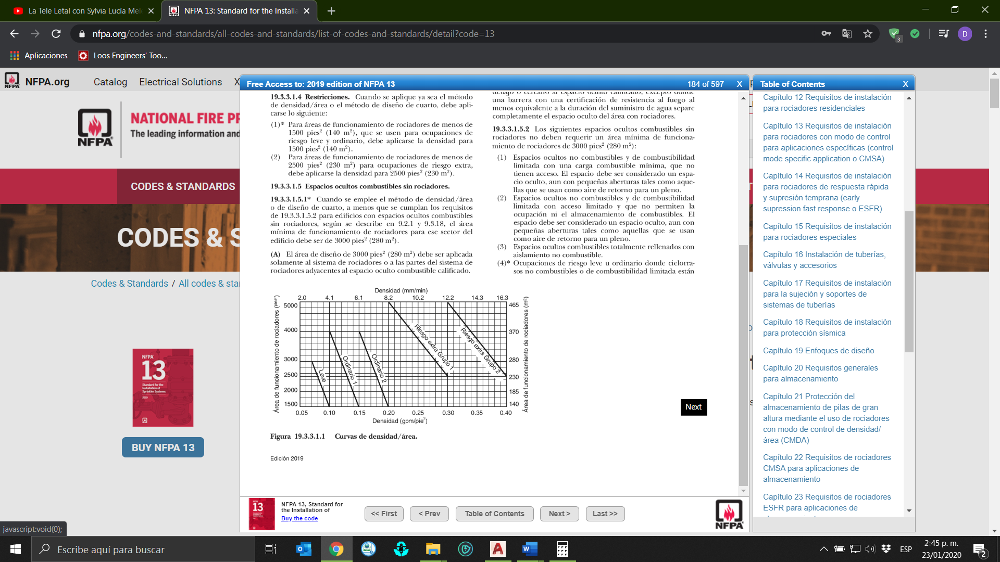 La Tele Letal con Sylvia Lucía Mel
NFPA 13: Standard for the Installa
nfpa.org/codes-and-standards/all-codes-and-standards/list-of-codes-and-standards/detail?code=13
3
D
Aplicaciones
Loos Engineers' Too...
NFPA
NFPA.org
Catalog
Electrical Solutions
X
NFPA
NATIONAL FIRE PR
The leading information and
CODES & STANDARDS
CODES & S
Codes & Standards / All codes & sta
NFPA
13
Standard for the
Installation of
Sprinkler Systems
2019
BUY NFPA 13
Free Access to: 2019 edition of NFPA 13
184 of 597
X
19.3.3.1.4 Restricciones. Cuando se aplique ya sea el método
de densidad/área o el método de diseño de cuarto, debe apli-
carse lo siguiente:
(1)* Para áreas de funcionamiento de rociadores de menos de
1500 pies² (140 m²), que se usen para ocupaciones de
riesgo leve y ordinario, debe aplicarse la densidad para
1500 pies² (140 m²).
(2) Para áreas de funcionamiento de rociadores de menos de
2500 pies² (230 m²) para ocupaciones de riesgo extra,
debe aplicarse la densidad para 2500 pies² (230 m²).
19.3.3.1.5 Espacios ocultos combustibles sin rociadores.
19.3.3.1.5.1* Cuando se emplee el método de densidad/área
o de diseño de cuarto, a menos que se cumplan los requisitos
de 19.3.3.1.5.2 para edificios con espacios ocultos combustibles
sin rociadores, según se describe en 9.2.1 y 9.3.18, el área
mínima de funcionamiento de rociadores para ese sector del
edificio debe ser de 3000 pies² (280 m²).
(A) El área de diseño de 3000 pies² (280 m²) debe ser aplicada
solamente al sistema de rociadores o a las partes del sistema de
rociadores adyacentes al espacio oculto combustible calificado.
debajo o cercano al espacio oculto calificado, excepto donde
una barrera con una certificación de resistencia al fuego al
menos equivalente a la duración del suministro de agua separe
completamente el espacio oculto del área con rociadores.
19.3.3.1.5.2 Los siguientes espacios ocultos combustibles sin
rociadores no deben requerir un área mínima de funciona-
miento de rociadores de 3000 pies² (280 m²):
(1) Espacios ocultos no combustibles y de combustibilidad
limitada con una carga combustible mínima, que no
tienen acceso. El espacio debe ser considerado un espa-
cio oculto, aun con pequeñas aberturas tales como aque-
llas que se usan como aire de retorno para un pleno.
(2) Espacios ocultos no combustibles y de combustibilidad
limitada con acceso limitado y que no permiten la
ocupación ni el almacenamiento de combustibles. El
espacio debe ser considerado un espacio oculto, aun con
pequeñas aberturas tales como aquellas que se usan
como aire de retorno para un pleno.
(3) Espacios ocultos combustibles totalmente rellenados con
aislamiento no combustible.
(4)* Ocupaciones de riesgo leve u ordinario donde cielorra-
sos no combustibles o de combustibilidad limitada están
Densidad (mm/min)
2.0 4.1 6.1 8.2 10.2 12.2 14.3 16.3
Área de funcionamiento de rociadores (pies²)
5000
4000
3000
2500
2000
1500
Leve
Ordinario 1
Ordinario 2
Riesgo extra Grupo 1
Riesgo extra Grupo 2
465
370
280
230
185
140
Área de funcionamiento de rociadores (m²)
0.05 0.10 0.15 0.20 0.25 0.30 0.35 0.40
Densidad (gpm/pie²)
Figura 19.3.3.1.1 Curvas de densidad/área.
Edición 2019
Next
13
NFPA 13, Standard for
the Installation of
Buy the code
<< First
< Prev
Table of Contents
Next >
Last >>
NFPA
Table of Contents
X
Capítulo 12 Requisitos de instalación
para rociadores residenciales
Capítulo 13 Requisitos de instalación
para rociadores con modo de control
para aplicaciones específicas (control
mode specific application o CMSA)
Capítulo 14 Requisitos de instalación
para rociadores de respuesta rápida
y supresión temprana (early
supression fast response o ESFR)
Capítulo 15 Requisitos de instalación
para rociadores especiales
Capítulo 16 Instalación de tuberías,
válvulas y accesorios
Capítulo 17 Requisitos de instalación
para la sujeción y soportes de
sistemas de tuberías
Capítulo 18 Requisitos de instalación
para protección sísmica
Capítulo 19 Enfoques de diseño
Capítulo 20 Requisitos generales
para almacenamiento
Capítulo 21 Protección del
almacenamiento de pilas de gran
altura mediante el uso de rociadores
con modo de control de densidad/
área (CMDA)
Capítulo 22 Requisitos de rociadores
CMSA para aplicaciones de
almacenamiento
Capítulo 23 Requisitos de rociadores
ESFR para aplicaciones de
javascript:void(0);
Escribe aquí para buscar
ESP
2:45 p. m.
23/01/2020
2